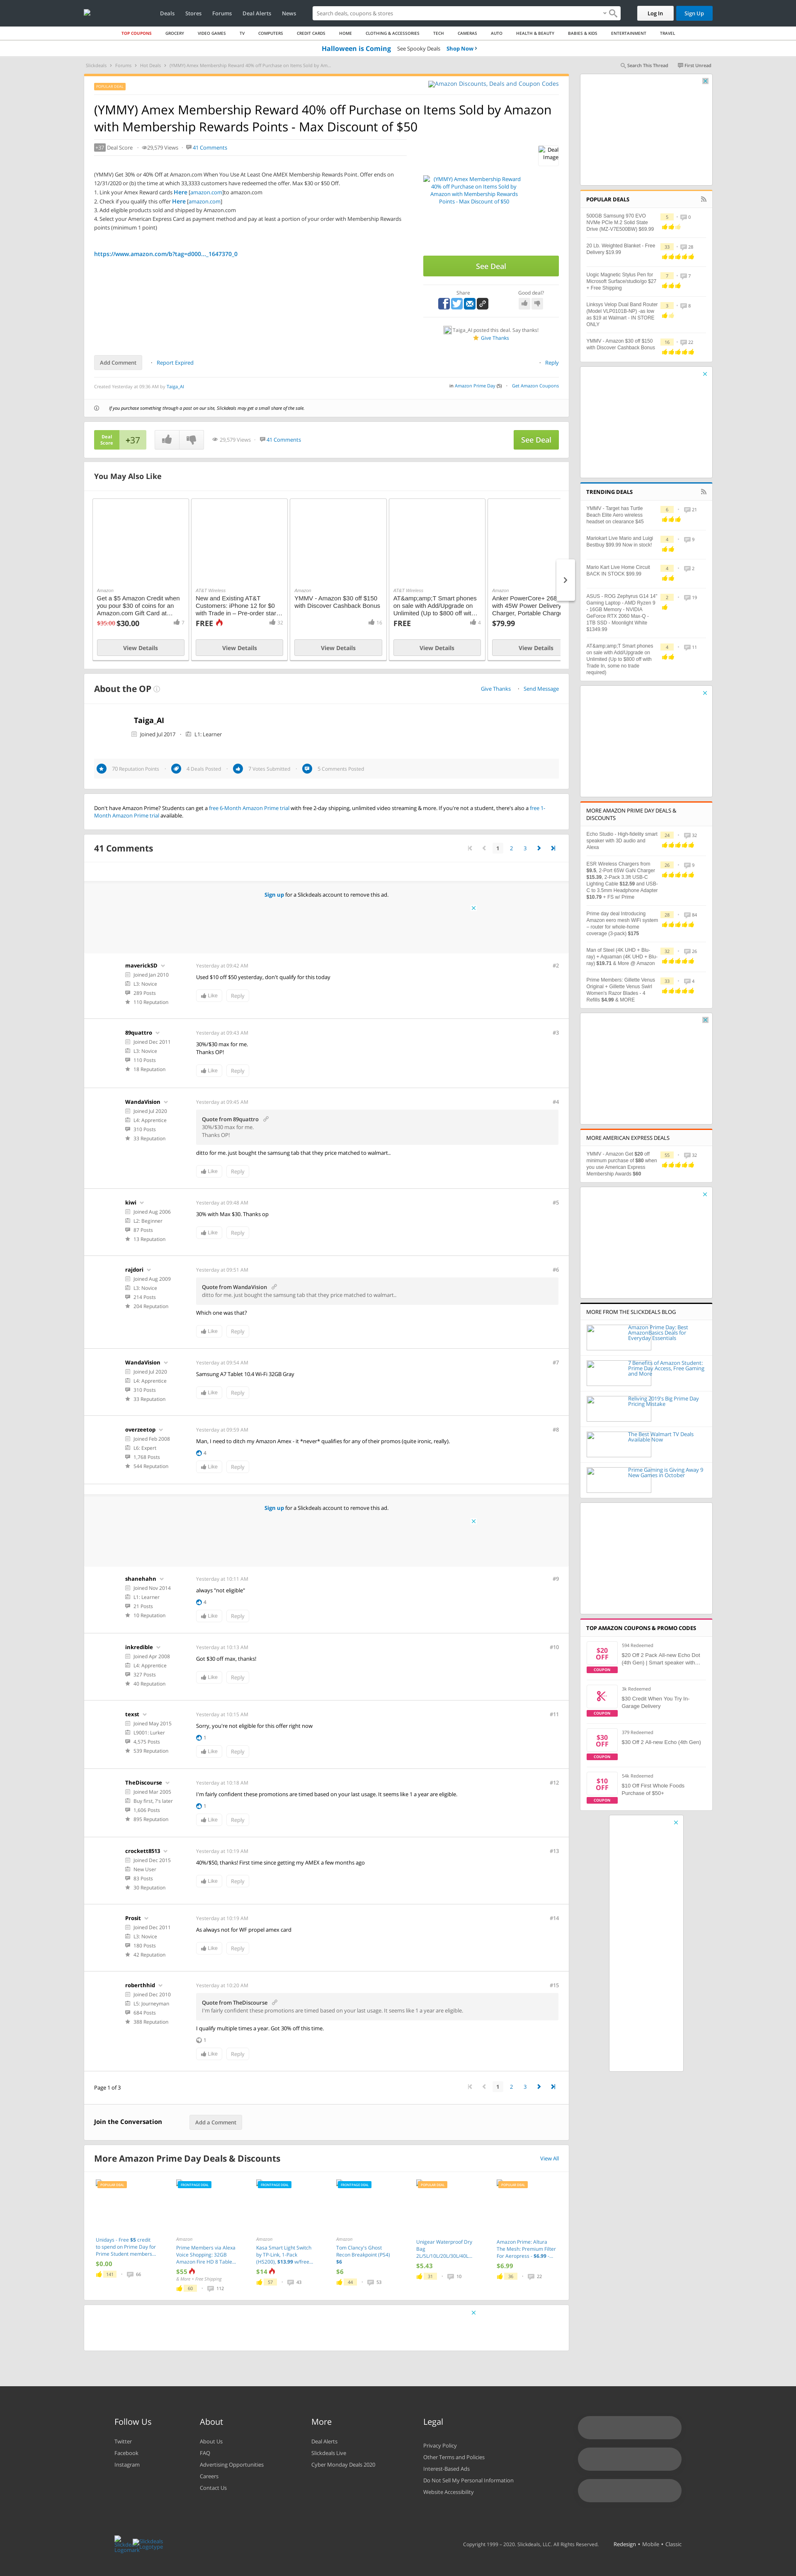 Deals Stores Forums Deal Alerts News
Search deals, coupons & stores
Log In
Sign Up
TOP COUPONS GROCERY VIDEO GAMES TV COMPUTERS CREDIT CARDS HOME CLOTHING & ACCESSORIES TECH CAMERAS AUTO HEALTH & BEAUTY BABIES & KIDS ENTERTAINMENT TRAVEL
Halloween is Coming See Spooky Deals Shop Now
Slickdeals Forums Hot Deals (YMMV) Amex Membership Reward 40% off Purchase on Items Sold by Am...
Search This Thread First Unread
POPULAR DEAL
Amazon Discounts, Deals and Coupon Codes
(YMMY) Amex Membership Reward 40% off Purchase on Items Sold by Amazon
with Membership Rewards Points - Max Discount of $50
+37 Deal Score 29,579 Views 41 Comments
Deal Image
(YMMV) Get 30% or 40% off at Amazon.com When You Use At Least One AMEX Membership Rewards Point. Offer ends on
12/31/2020 or (b) the time at which 33,3333 customers have redeemed the offer. Max $30 or $50 Off.
1. Link your Amex Reward cards Here [amazon.com]to amazon.com
2. Check if you qualify this offer Here [amazon.com]
3. Add eligible products sold and shipped by Amazon.com
4. Select your American Express Card as payment method and pay at least a portion of your order with Membership Rewards
points (minimum 1 point)
https://www.amazon.com/b?tag=d000..._1647370_0
(YMMY) Amex Membership Reward
40% off Purchase on Items Sold by
Amazon with Membership Rewards
Points - Max Discount of $50
See Deal
Share Good deal?
Taiga_AI posted this deal. Say thanks!
Give Thanks
Add Comment Report Expired Reply
Created Yesterday at 09:36 AM by Taiga_AI
in Amazon Prime Day (5) Get Amazon Coupons
If you purchase something through a post on our site, Slickdeals may get a small share of the sale.
Deal Score +37 29,579 Views 41 Comments See Deal
You May Also Like
Amazon
Get a $5 Amazon Credit when
you pour $30 of coins for an
Amazon.com Gift Card at...
$35.00 $30.00 7
View Details
AT&T Wireless
New and Existing AT&T
Customers: iPhone 12 for $0
with Trade in – Pre-order star...
FREE 32
View Details
Amazon
YMMV - Amazon $30 off $150
with Discover Cashback Bonus
16
View Details
AT&T Wireless
AT&amp;amp;T Smart phones
on sale with Add/Upgrade on
Unlimited (Up to $800 off wit...
FREE 4
View Details
Amazon
Anker PowerCore+ 268
with 45W Power Delivery
Charger, Portable Charge
$79.99
View Details
About the OP
Give Thanks Send Message
Taiga_AI
Joined Jul 2017 L1: Learner
70 Reputation Points 4 Deals Posted 7 Votes Submitted 5 Comments Posted
Don't have Amazon Prime? Students can get a free 6-Month Amazon Prime trial with free 2-day shipping, unlimited video streaming & more. If you're not a student, there's also a free 1-
Month Amazon Prime trial available.
41 Comments
1 2 3
Sign up for a Slickdeals account to remove this ad.
maverickSD
Joined Jan 2010
L3: Novice
289 Posts
110 Reputation
Yesterday at 09:42 AM #2
Used $10 off $50 yesterday, don't qualify for this today
Like Reply
89quattro
Joined Dec 2011
L3: Novice
110 Posts
18 Reputation
Yesterday at 09:43 AM #3
30%/$30 max for me.
Thanks OP!
Like Reply
WandaVision
Joined Jul 2020
L4: Apprentice
310 Posts
33 Reputation
Yesterday at 09:45 AM #4
Quote from 89quattro
30%/$30 max for me.
Thanks OP!
ditto for me. just bought the samsung tab that they price matched to walmart..
Like Reply
kiwi
Joined Aug 2006
L2: Beginner
87 Posts
13 Reputation
Yesterday at 09:48 AM #5
30% with Max $30. Thanks op
Like Reply
rajdori
Joined Aug 2009
L3: Novice
214 Posts
204 Reputation
Yesterday at 09:51 AM #6
Quote from WandaVision
ditto for me. just bought the samsung tab that they price matched to walmart..
Which one was that?
Like Reply
WandaVision
Joined Jul 2020
L4: Apprentice
310 Posts
33 Reputation
Yesterday at 09:54 AM #7
Samsung A7 Tablet 10.4 Wi-Fi 32GB Gray
Like Reply
overzeetop
Joined Feb 2008
L6: Expert
1,768 Posts
544 Reputation
Yesterday at 09:59 AM #8
Man, I need to ditch my Amazon Amex - it *never* qualifies for any of their promos (quite ironic, really).
4
Like Reply
Sign up for a Slickdeals account to remove this ad.
shanehahn
Joined Nov 2014
L1: Learner
21 Posts
10 Reputation
Yesterday at 10:11 AM #9
always "not eligible"
4
Like Reply
inkredible
Joined Apr 2008
L4: Apprentice
327 Posts
40 Reputation
Yesterday at 10:13 AM #10
Got $30 off max, thanks!
Like Reply
texst
Joined May 2015
L9001: Lurker
4,575 Posts
539 Reputation
Yesterday at 10:15 AM #11
Sorry, you're not eligible for this offer right now
1
Like Reply
TheDiscourse
Joined Mar 2005
Buy first, ?'s later
1,606 Posts
895 Reputation
Yesterday at 10:18 AM #12
I'm fairly confident these promotions are timed based on your last usage. It seems like 1 a year are eligible.
1
Like Reply
crockett8513
Joined Dec 2015
New User
83 Posts
30 Reputation
Yesterday at 10:19 AM #13
40%/$50, thanks! First time since getting my AMEX a few months ago
Like Reply
Prosit
Joined Dec 2011
L3: Novice
180 Posts
42 Reputation
Yesterday at 10:19 AM #14
As always not for WF propel amex card
Like Reply
roberthhid
Joined Dec 2010
L5: Journeyman
684 Posts
388 Reputation
Yesterday at 10:20 AM #15
Quote from TheDiscourse
I'm fairly confident these promotions are timed based on your last usage. It seems like 1 a year are eligible.
I qualify multiple times a year. Got 30% off this time.
1
Like Reply
Page 1 of 3
1 2 3
Join the Conversation Add a Comment
More Amazon Prime Day Deals & Discounts View All
POPULAR DEAL
Unidays - Free $5 credit
to spend on Prime Day for
Prime Student members...
$0.00
141 66
FRONTPAGE DEAL
Amazon
Prime Members via Alexa
Voice Shopping: 32GB
Amazon Fire HD 8 Table...
$55
& More + Free Shipping
60 112
FRONTPAGE DEAL
Amazon
Kasa Smart Light Switch
by TP-Link, 1-Pack
(HS200), $13.99 w/free...
$14
57 43
FRONTPAGE DEAL
Amazon
Tom Clancy's Ghost
Recon Breakpoint (PS4)
$6
$6
44 52
POPULAR DEAL
Unigear Waterproof Dry
Bag
2L/5L/10L/20L/30L/40L...
$5.43
31 10
POPULAR DEAL
Amazon Prime: Altura
The Mesh: Premium Filter
For Aeropress - $6.99 - ...
$6.99
36 22
POPULAR DEALS
500GB Samsung 970 EVO
NVMe PCIe M.2 Solid State
Drive (MZ-V7E500BW) $69.99
5 0
20 Lb. Weighted Blanket - Free
Delivery $19.99
33 28
Uogic Magnetic Stylus Pen for
Microsoft Surface/studio/go $27
+ Free Shipping
7 7
Linksys Velop Dual Band Router
(Model VLP0101B-NP) -as low
as $19 at Walmart - IN STORE
ONLY
3 8
YMMV - Amazon $30 off $150
with Discover Cashback Bonus
16 22
TRENDING DEALS
YMMV - Target has Turtle
Beach Elite Aero wireless
headset on clearance $45
6 21
Mariokart Live Mario and Luigi
Bestbuy $99.99 Now in stock!
4 9
Mario Kart Live Home Circuit
BACK IN STOCK $99.99
4 2
ASUS - ROG Zephyrus G14 14"
Gaming Laptop - AMD Ryzen 9
- 16GB Memory - NVIDIA
GeForce RTX 2060 Max-Q -
1TB SSD - Moonlight White
$1349.99
2 19
AT&amp;amp;T Smart phones
on sale with Add/Upgrade on
Unlimited (Up to $800 off with
Trade In, some no trade
required)
4 11
MORE AMAZON PRIME DAY DEALS &
DISCOUNTS
Echo Studio - High-fidelity smart
speaker with 3D audio and
Alexa
24 32
ESR Wireless Chargers from
$9.5, 2-Port 65W GaN Charger
$15.39, 2-Pack 3.3ft USB-C
Lighting Cable $12.59 and USB-
C to 3.5mm Headphone Adapter
$10.79 + FS w/ Prime
26 9
Prime day deal Introducing
Amazon eero mesh WiFi system
– router for whole-home
coverage (3-pack) $175
28 84
Man of Steel (4K UHD + Blu-
ray) + Aquaman (4K UHD + Blu-
ray) $19.71 & More @ Amazon
32 26
Prime Members: Gillette Venus
Original + Gillette Venus Swirl
Women's Razor Blades - 4
Refills $4.99 & MORE
33 4
MORE AMERICAN EXPRESS DEALS
YMMV - Amazon Get $20 off
minimum purchase of $80 when
you use American Express
Membership Awards $60
55 32
MORE FROM THE SLICKDEALS BLOG
Amazon Prime Day: Best
AmazonBasics Deals for
Everyday Essentials
7 Benefits of Amazon Student:
Prime Day Access, Free Gaming
and More
Reliving 2019's Big Prime Day
Pricing Mistake
The Best Walmart TV Deals
Available Now
Prime Gaming is Giving Away 9
New Games in October
TOP AMAZON COUPONS & PROMO CODES
$20 OFF COUPON
594 Redeemed
$20 Off 2 Pack All-new Echo Dot
(4th Gen) | Smart speaker with...
COUPON
3k Redeemed
$30 Credit When You Try In-
Garage Delivery
$30 OFF COUPON
379 Redeemed
$30 Off 2 All-new Echo (4th Gen)
$10 OFF COUPON
54k Redeemed
$10 Off First Whole Foods
Purchase of $50+
Follow Us
Twitter
Facebook
Instagram
About
About Us
FAQ
Advertising Opportunities
Careers
Contact Us
More
Deal Alerts
Slickdeals Live
Cyber Monday Deals 2020
Legal
Privacy Policy
Other Terms and Policies
Interest-Based Ads
Do Not Sell My Personal Information
Website Accessibility
Copyright 1999 – 2020, Slickdeals, LLC. All Rights Reserved. Redesign • Mobile • Classic